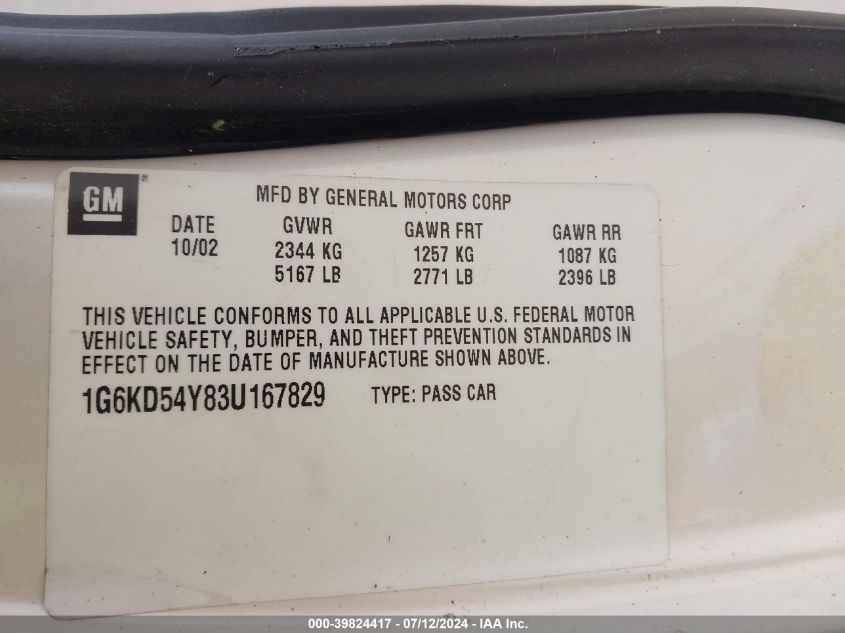 GM®
MFD BY GENERAL MOTORS CORP
DATE GVWR GAWR FRT GAWR RR
10/02 2344 KG 1257 KG 1087 KG
5167 LB 2771 LB 2396 LB
THIS VEHICLE CONFORMS TO ALL APPLICABLE U.S. FEDERAL MOTOR
VEHICLE SAFETY, BUMPER, AND THEFT PREVENTION STANDARDS IN
EFFECT ON THE DATE OF MANUFACTURE SHOWN ABOVE.
1G6KD54Y83U167829 TYPE: PASS CAR
000-39824417 - 07/12/2024 - IAA Inc.